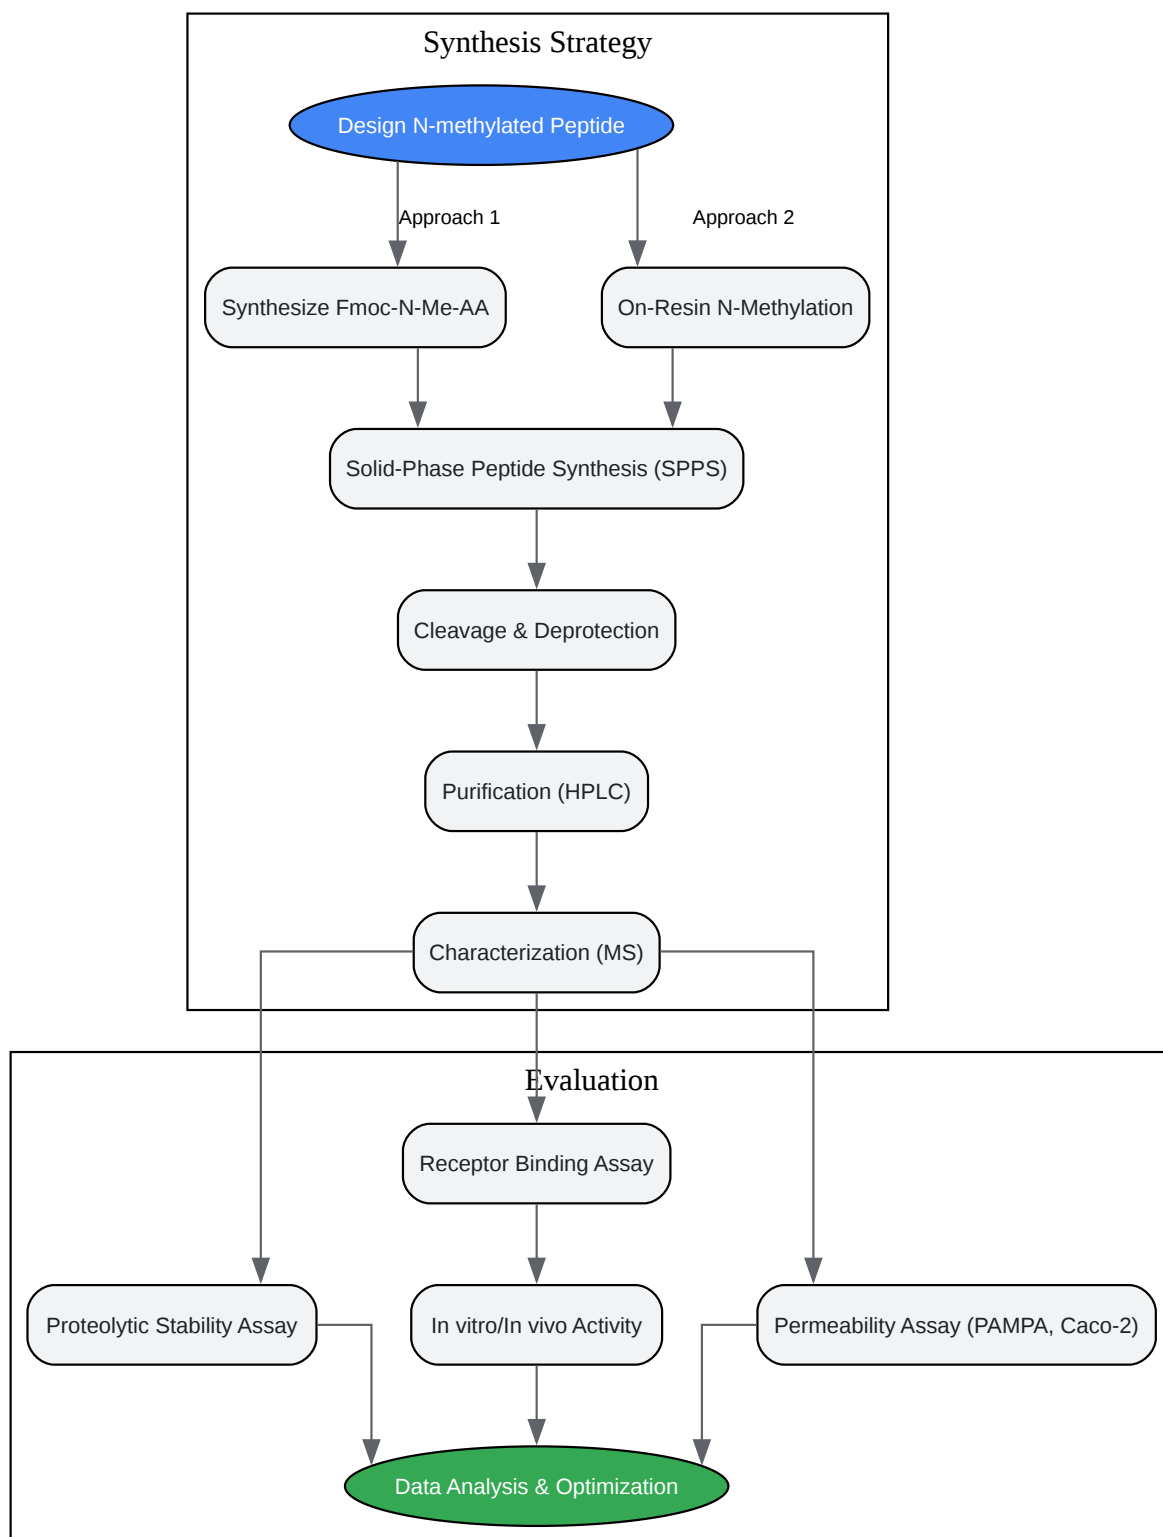 Synthesis Strategy
Design N-methylated Peptide
Approach 1
Approach 2
Synthesize Fmoc-N-Me-AA
On-Resin N-Methylation
Solid-Phase Peptide Synthesis (SPPS)
Cleavage & Deprotection
Purification (HPLC)
Characterization (MS)
Evaluation
Receptor Binding Assay
Proteolytic Stability Assay
In vitro/In vivo Activity
Permeability Assay (PAMPA, Caco-2)
Data Analysis & Optimization